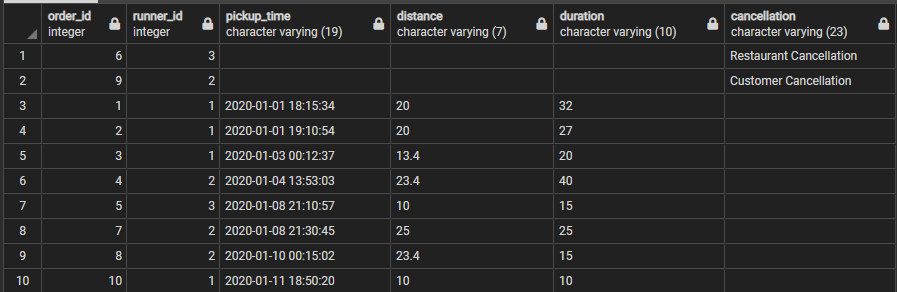 order_id runner_id pickup_time distance duration cancellation
integer integer character varying (19) character varying (7) character varying (10) character varying (23)
1 6 3 Restaurant Cancellation
2 9 2 Customer Cancellation
3 1 1 2020-01-01 18:15:34 20 32
4 2 1 2020-01-01 19:10:54 20 27
5 3 1 2020-01-03 00:12:37 13.4 20
6 4 2 2020-01-04 13:53:03 23.4 40
7 5 3 2020-01-08 21:10:57 10 15
8 7 2 2020-01-08 21:30:45 25 25
9 8 2 2020-01-10 00:15:02 23.4 15
10 10 1 2020-01-11 18:50:20 10 10